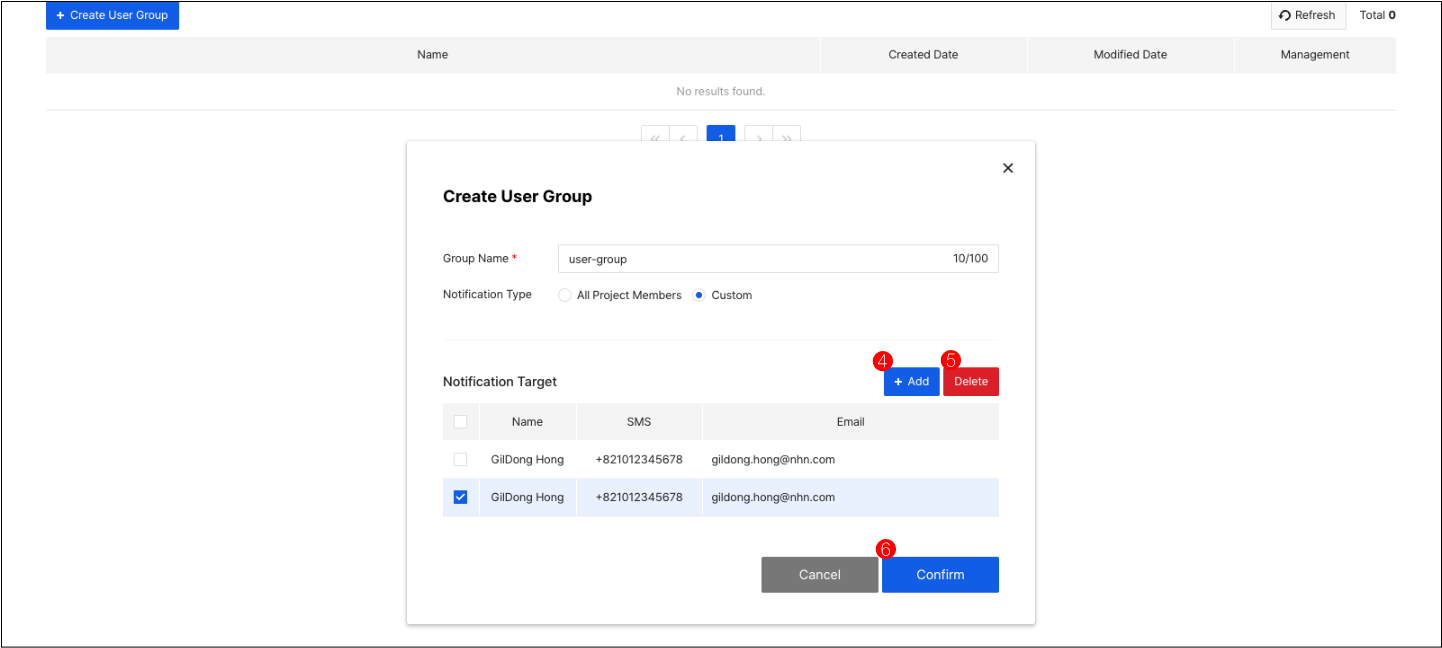 + Create User Group
Refresh Total 0
Name Created Date Modified Date Management
No results found.
« ‹ 1 › »
Create User Group
Group Name * user-group 10/100
Notification Type All Project Members Custom
4 5
Notification Target + Add Delete
Name SMS Email
GilDong Hong +821012345678 gildong.hong@nhn.com
GilDong Hong +821012345678 gildong.hong@nhn.com
6
Cancel Confirm